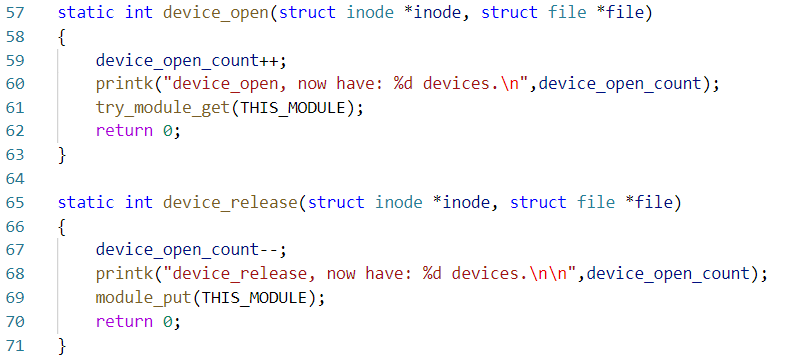 57 static int device_open(struct inode *inode, struct file *file)
58 {
59     device_open_count++;
60     printk("device_open, now have: %d devices.\n",device_open_count);
61     try_module_get(THIS_MODULE);
62     return 0;
63 }
64
65 static int device_release(struct inode *inode, struct file *file)
66 {
67     device_open_count--;
68     printk("device_release, now have: %d devices.\n\n",device_open_count);
69     module_put(THIS_MODULE);
70     return 0;
71 }